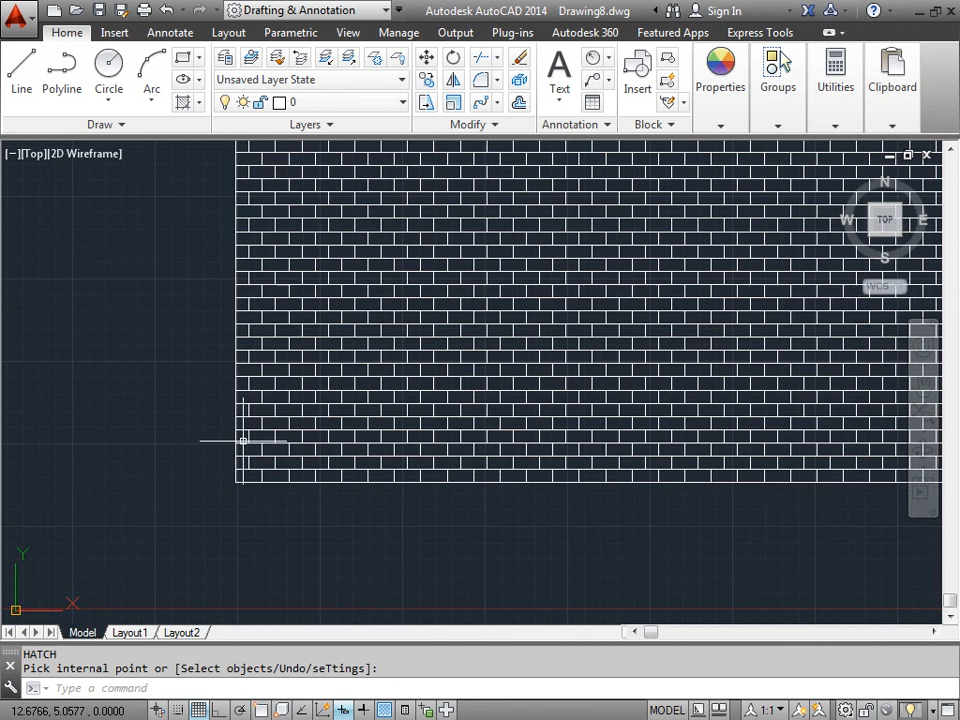 Drafting & Annotation
Autodesk AutoCAD 2014 Drawing8.dwg
Sign In
Home Insert Annotate Layout Parametric View Manage Output Plug-ins Autodesk 360 Featured Apps Express Tools
Unsaved Layer State
0
Line Polyline Circle Arc
Text
Insert
Properties Groups Utilities Clipboard
Draw Layers Modify Annotation Block
[−][Top][2D Wireframe]
N
W TOP E
S
WCS
Y
X
Model Layout1 Layout2
HATCH
Pick internal point or [Select objects/Undo/seTtings]:
Type a command
12.6766, 5.0577 , 0.0000
MODEL
1:1